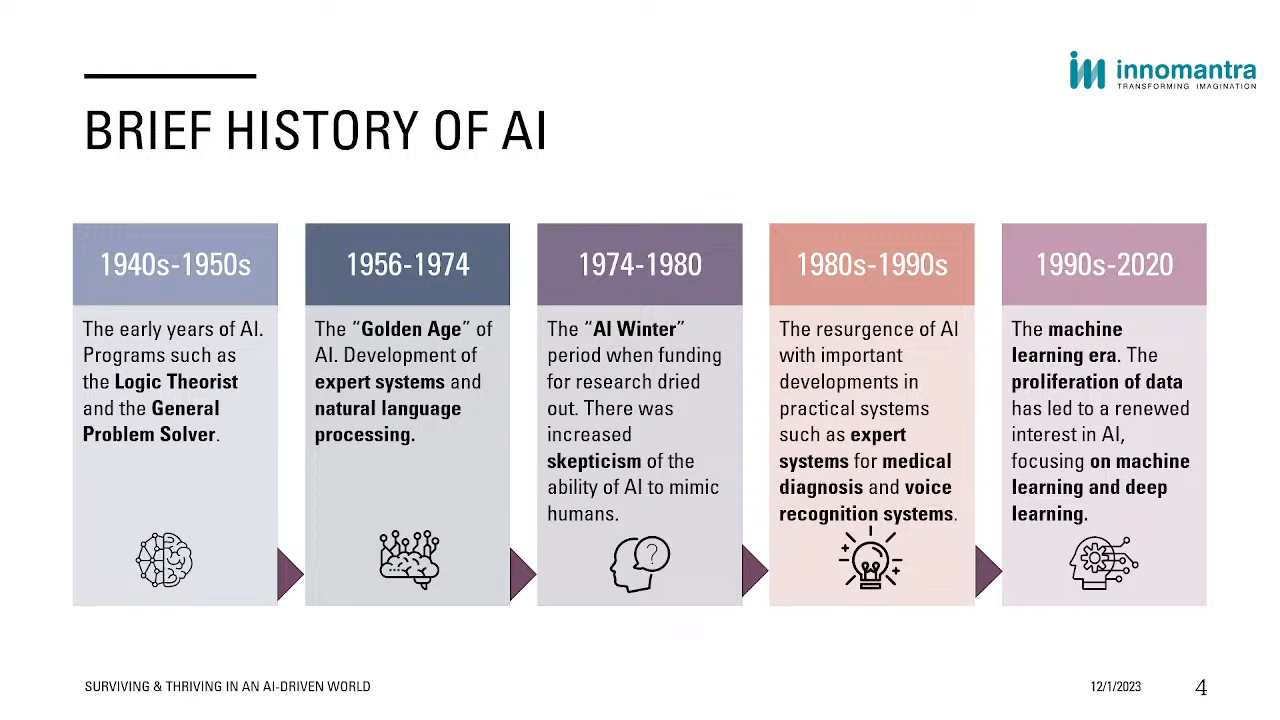 innomantra
TRANSFORMING IMAGINATION
BRIEF HISTORY OF AI
1940s-1950s
The early years of AI.
Programs such as
the Logic Theorist
and the General
Problem Solver.
1956-1974
The “Golden Age” of
AI. Development of
expert systems and
natural language
processing.
1974-1980
The “AI Winter”
period when funding
for research dried
out. There was
increased
skepticism of the
ability of AI to mimic
humans.
?
1980s-1990s
The resurgence of AI
with important
developments in
practical systems
such as expert
systems for medical
diagnosis and voice
recognition systems.
1990s-2020
The machine
learning era. The
proliferation of data
has led to a renewed
interest in AI,
focusing on machine
learning and deep
learning.
SURVIVING & THRIVING IN AN AI-DRIVEN WORLD
12/1/2023
4